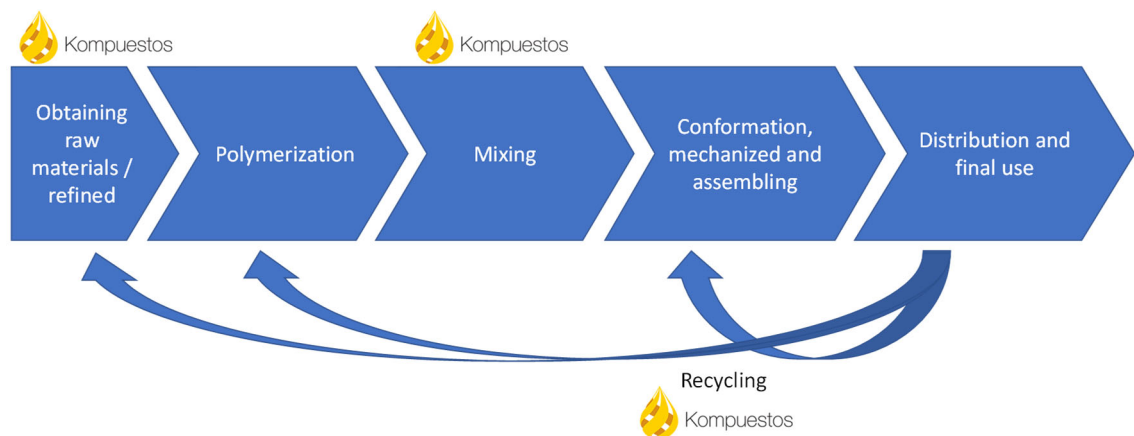 Kompuestos
Kompuestos
Obtaining
raw
materials /
refined
Polymerization
Mixing
Conformation,
mechanized and
assembling
Distribution and
final use
Recycling
Kompuestos